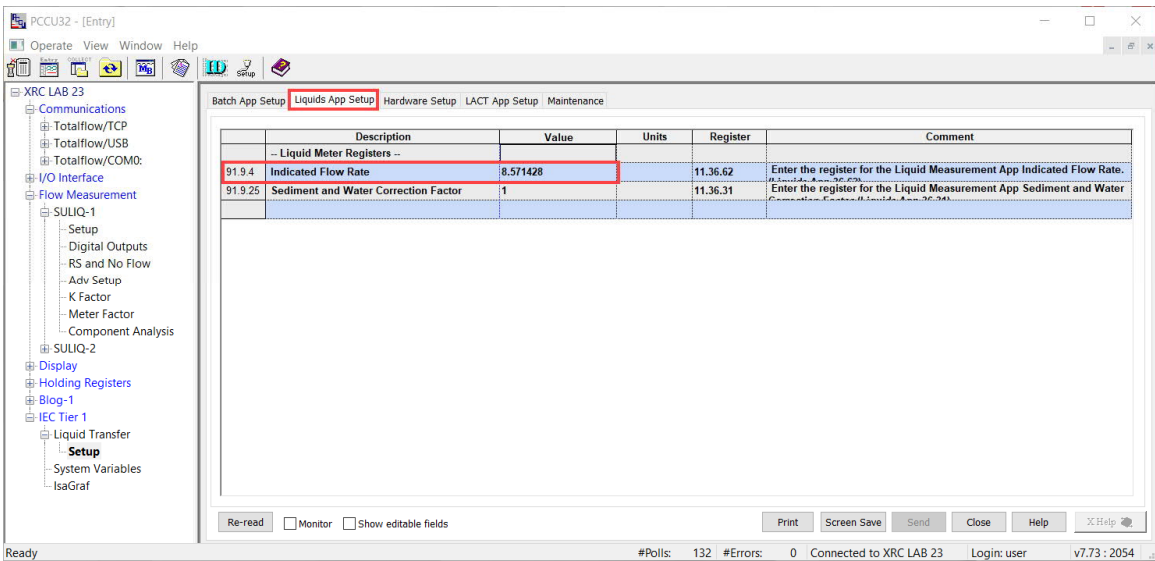 PCCU32 - [Entry]
Operate View Window Help
Entry COLLECT MB ID Setup
XRC LAB 23
Communications
Totalflow/TCP
Totalflow/USB
Totalflow/COM0:
I/O Interface
Flow Measurement
SULIQ-1
Setup
Digital Outputs
RS and No Flow
Adv Setup
K Factor
Meter Factor
Component Analysis
SULIQ-2
Display
Holding Registers
Blog-1
IEC Tier 1
Liquid Transfer
Setup
System Variables
IsaGraf
Batch App Setup Liquids App Setup Hardware Setup LACT App Setup Maintenance
Description Value Units Register Comment
-- Liquid Meter Registers --
91.9.4 Indicated Flow Rate 8.571428 11.36.62 Enter the register for the Liquid Measurement App Indicated Flow Rate.
91.9.25 Sediment and Water Correction Factor 1 11.36.31 Enter the register for the Liquid Measurement App Sediment and Water
Re-read Monitor Show editable fields Print Screen Save Send Close Help X Help
Ready #Polls: 132 #Errors: 0 Connected to XRC LAB 23 Login: user v7.73 : 2054